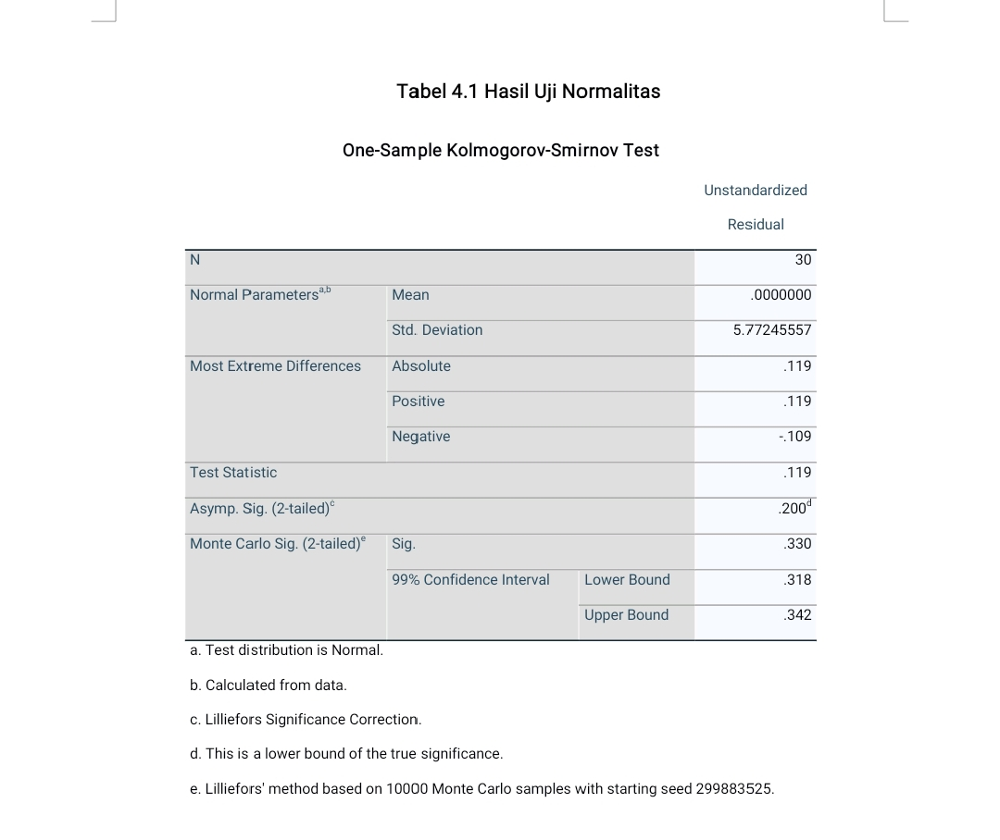 Tabel 4.1 Hasil Uji Normalitas
One-Sample Kolmogorov-Smirnov Test
Unstandardized
Residual
N 30
Normal Parametersa,b Mean .0000000
Std. Deviation 5.77245557
Most Extreme Differences Absolute .119
Positive .119
Negative -.109
Test Statistic .119
Asymp. Sig. (2-tailed)c .200d
Monte Carlo Sig. (2-tailed)e Sig. .330
99% Confidence Interval Lower Bound .318
Upper Bound .342
a. Test distribution is Normal.
b. Calculated from data.
c. Lilliefors Significance Correction.
d. This is a lower bound of the true significance.
e. Lilliefors' method based on 10000 Monte Carlo samples with starting seed 299883525.